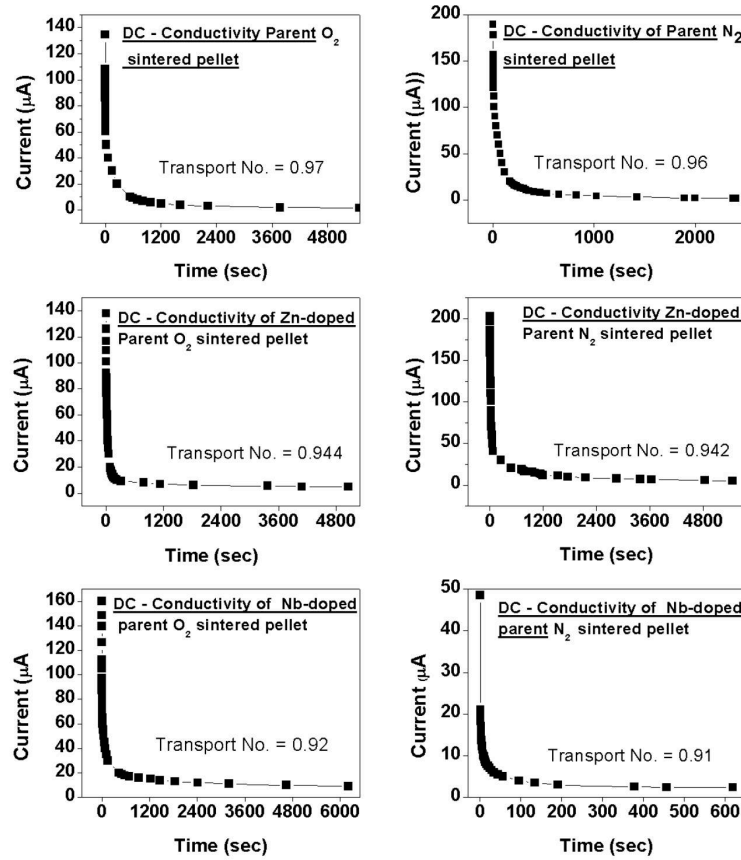 DC - Conductivity Parent O2
sintered pellet
Transport No. = 0.97
Current (μA)
140
120
100
80
60
40
20
0
0 1200 2400 3600 4800
Time (sec)
DC - Conductivity of Parent N2
sintered pellet
Transport No. = 0.96
Current (μA))
200
150
100
50
0
0 1000 2000
Time (sec)
DC - Conductivity of Zn-doped
Parent O2 sintered pellet
Transport No. = 0.944
Current (μA)
140
120
100
80
60
40
20
0
0 1200 2400 3600 4800
Time (sec)
DC - Conductivity Zn-doped
Parent N2 sintered pellet
Transport No. = 0.942
Current (μA)
200
150
100
50
0
0 1200 2400 3600 4800
Time (sec)
DC - Conductivity of Nb-doped
parent O2 sintered pellet
Transport No. = 0.92
Current (μA
160
140
120
100
80
60
40
20
0
0 1200 2400 3600 4800 6000
Time (sec)
DC - Conductivity of Nb-doped
parent N2 sintered pellet
Transport No. = 0.91
Current (μA
50
40
30
20
10
0
0 100 200 300 400 500 600
Time (sec)